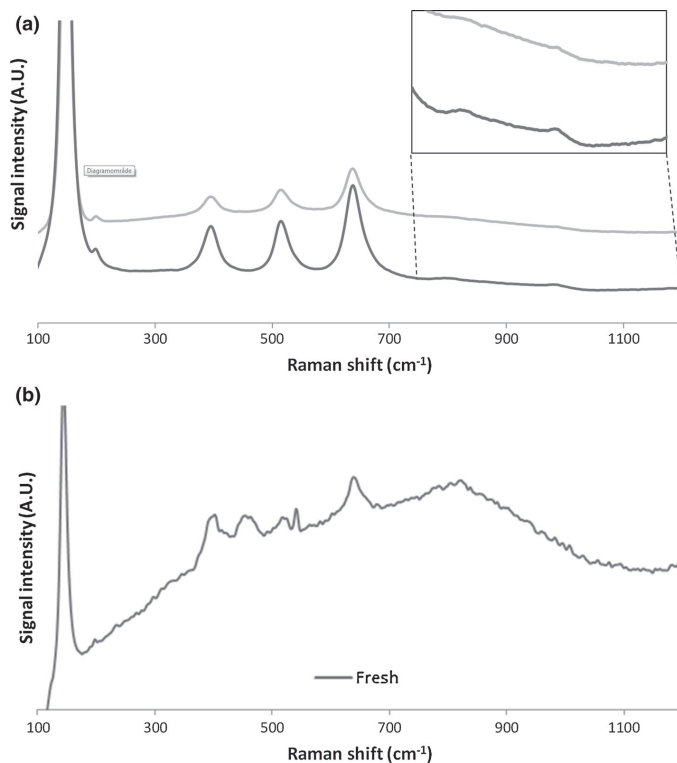 (a)
Signal intensity (A.U.)
Diagramområde
100 300 500 700 900 1100
Raman shift (cm-1)
(b)
Signal intensity (A.U.)
Fresh
100 300 500 700 900 1100
Raman shift (cm-1)